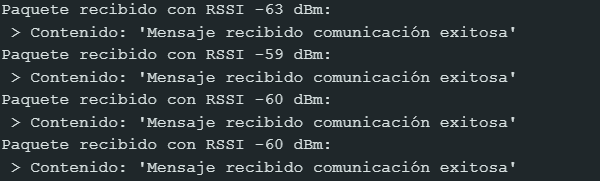 Paquete recibido con RSSI -63 dBm:
 > Contenido: 'Mensaje recibido comunicación exitosa'
Paquete recibido con RSSI -59 dBm:
 > Contenido: 'Mensaje recibido comunicación exitosa'
Paquete recibido con RSSI -60 dBm:
 > Contenido: 'Mensaje recibido comunicación exitosa'
Paquete recibido con RSSI -60 dBm:
 > Contenido: 'Mensaje recibido comunicación exitosa'